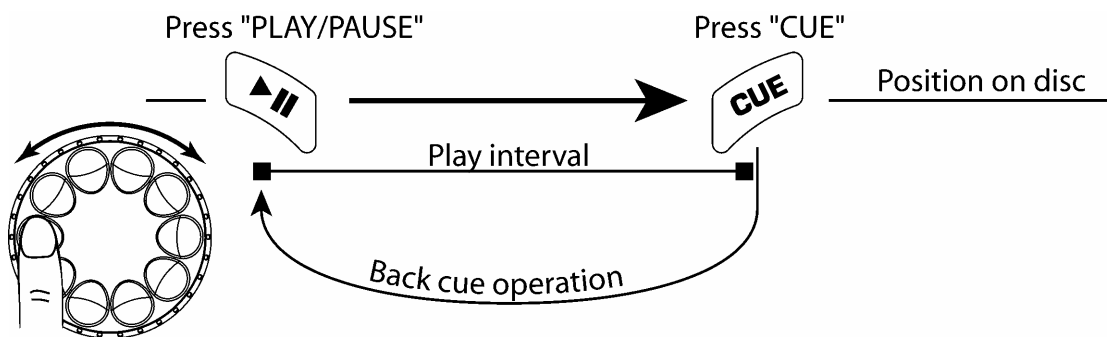 Press "PLAY/PAUSE"
Press "CUE"
CUE
Position on disc
Play interval
Back cue operation